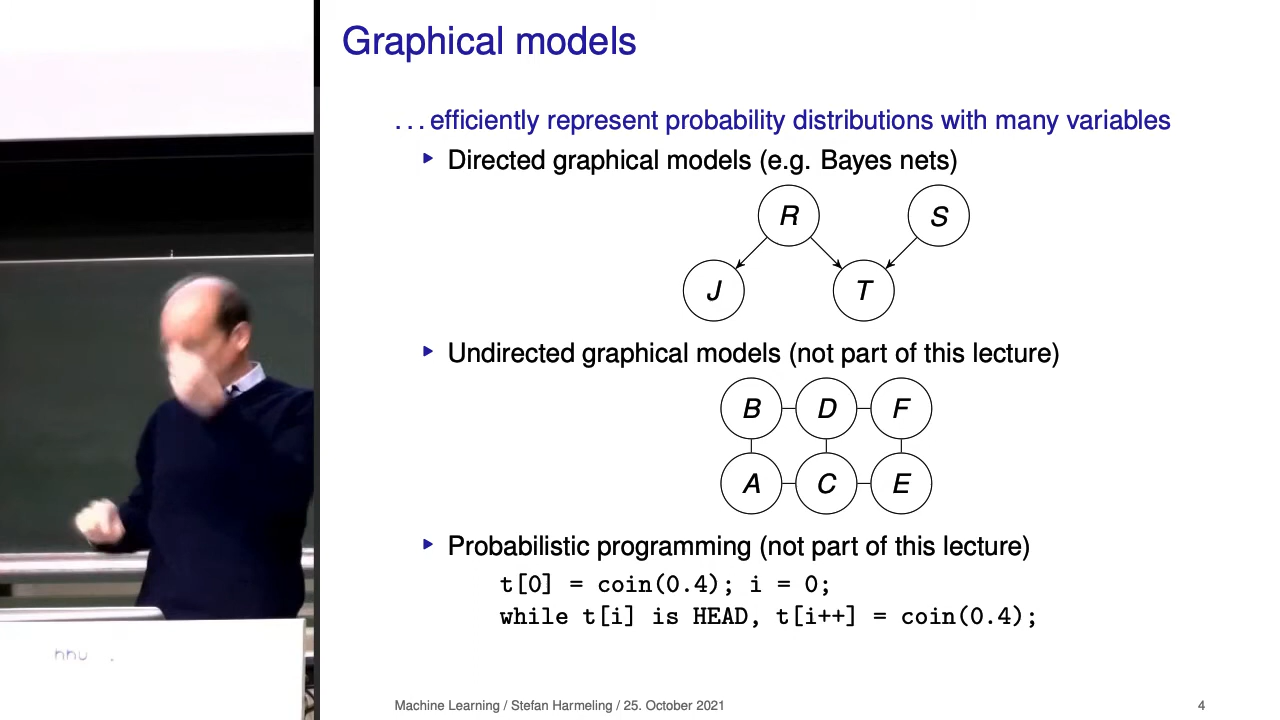 Graphical models
...efficiently represent probability distributions with many variables
Directed graphical models (e.g. Bayes nets)
R S
J T
Undirected graphical models (not part of this lecture)
B D F
A C E
Probabilistic programming (not part of this lecture)
t[0] = coin(0.4); i = 0;
while t[i] is HEAD, t[i++] = coin(0.4);
hhu .
Machine Learning / Stefan Harmeling / 25. October 2021 4